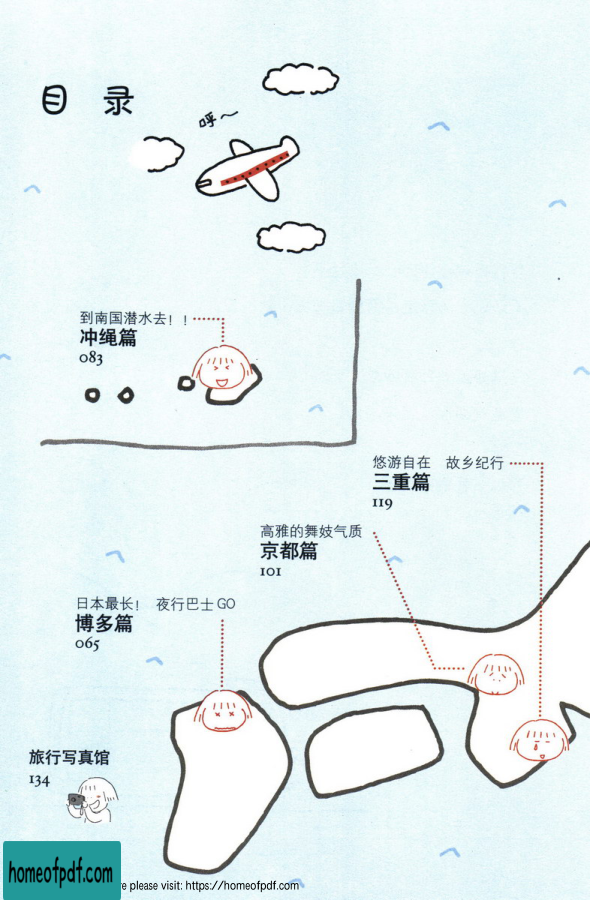 目 录
呼～
到南国潜水去！！
冲绳篇
083
悠游自在 故乡纪行
三重篇
119
高雅的舞妓气质
京都篇
101
日本最长！ 夜行巴士GO
博多篇
065
旅行写真馆
134
homeofpdf.com
re please visit: https://homeofpdf.com